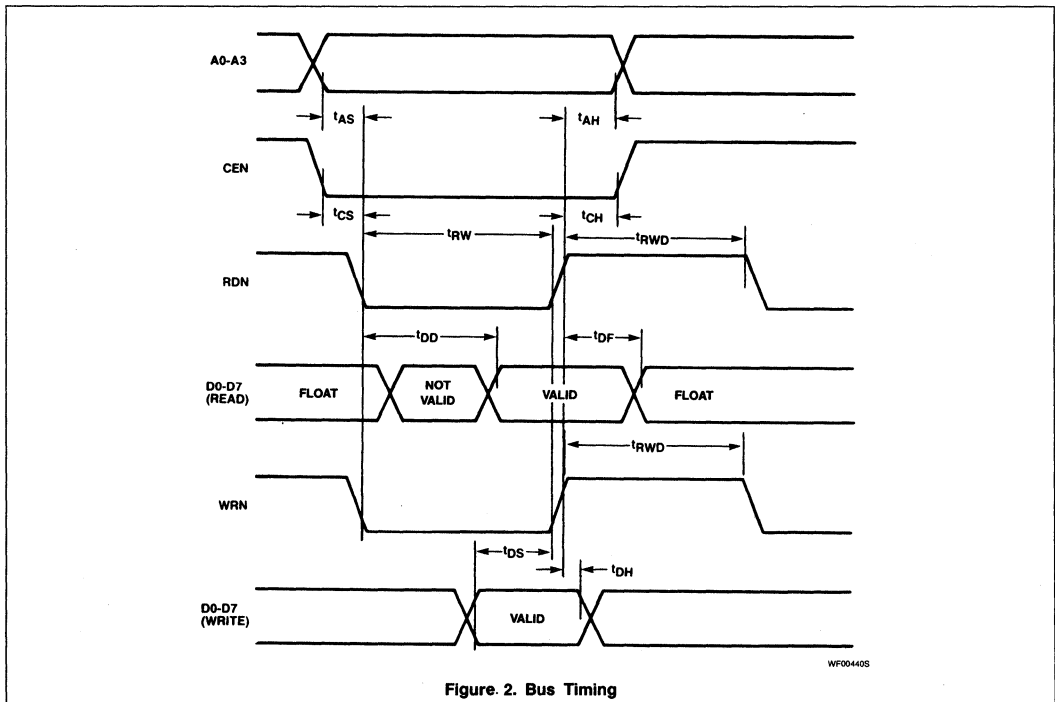 A0-A3
tAS
tAH
CEN
tCS
tCH
tRW
tRWD
RDN
tDD
tDF
D0-D7
(READ)
FLOAT
NOT
VALID
VALID
FLOAT
tRWD
WRN
tDS
tDH
D0-D7
(WRITE)
VALID
WF00440S
Figure. 2. Bus Timing